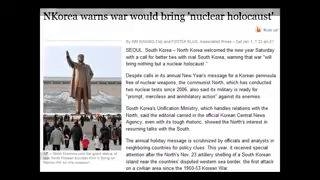 NKorea warns war would bring 'nuclear holocaust'
SEOUL, South Korea – North Korea welcomed the new year Saturday
with a call for better ties with rival South Korea, warning that war "will
bring nothing but a nuclear holocaust."
Despite calls in its annual New Year's message for a Korean peninsula
free of nuclear weapons, the communist North, which has conducted
two nuclear tests since 2006, also said its military is ready for
"prompt, merciless and annihilatory action" against its enemies
South Korea's Unification Ministry, which handles relations with the
North, said the editorial carried in the official Korean Central News
Agency, even with its tough rhetoric, showed the North's interest in
resuming talks with the South.
The annual holiday message is scrutinized by officials and analysts in
neighboring countries for policy clues. This year, it received special
attention after the North's Nov. 23 artillery shelling of a South Korean
island near the countries' disputed western sea border, the first attack
on a civilian area since the 1950-53 Korean War.